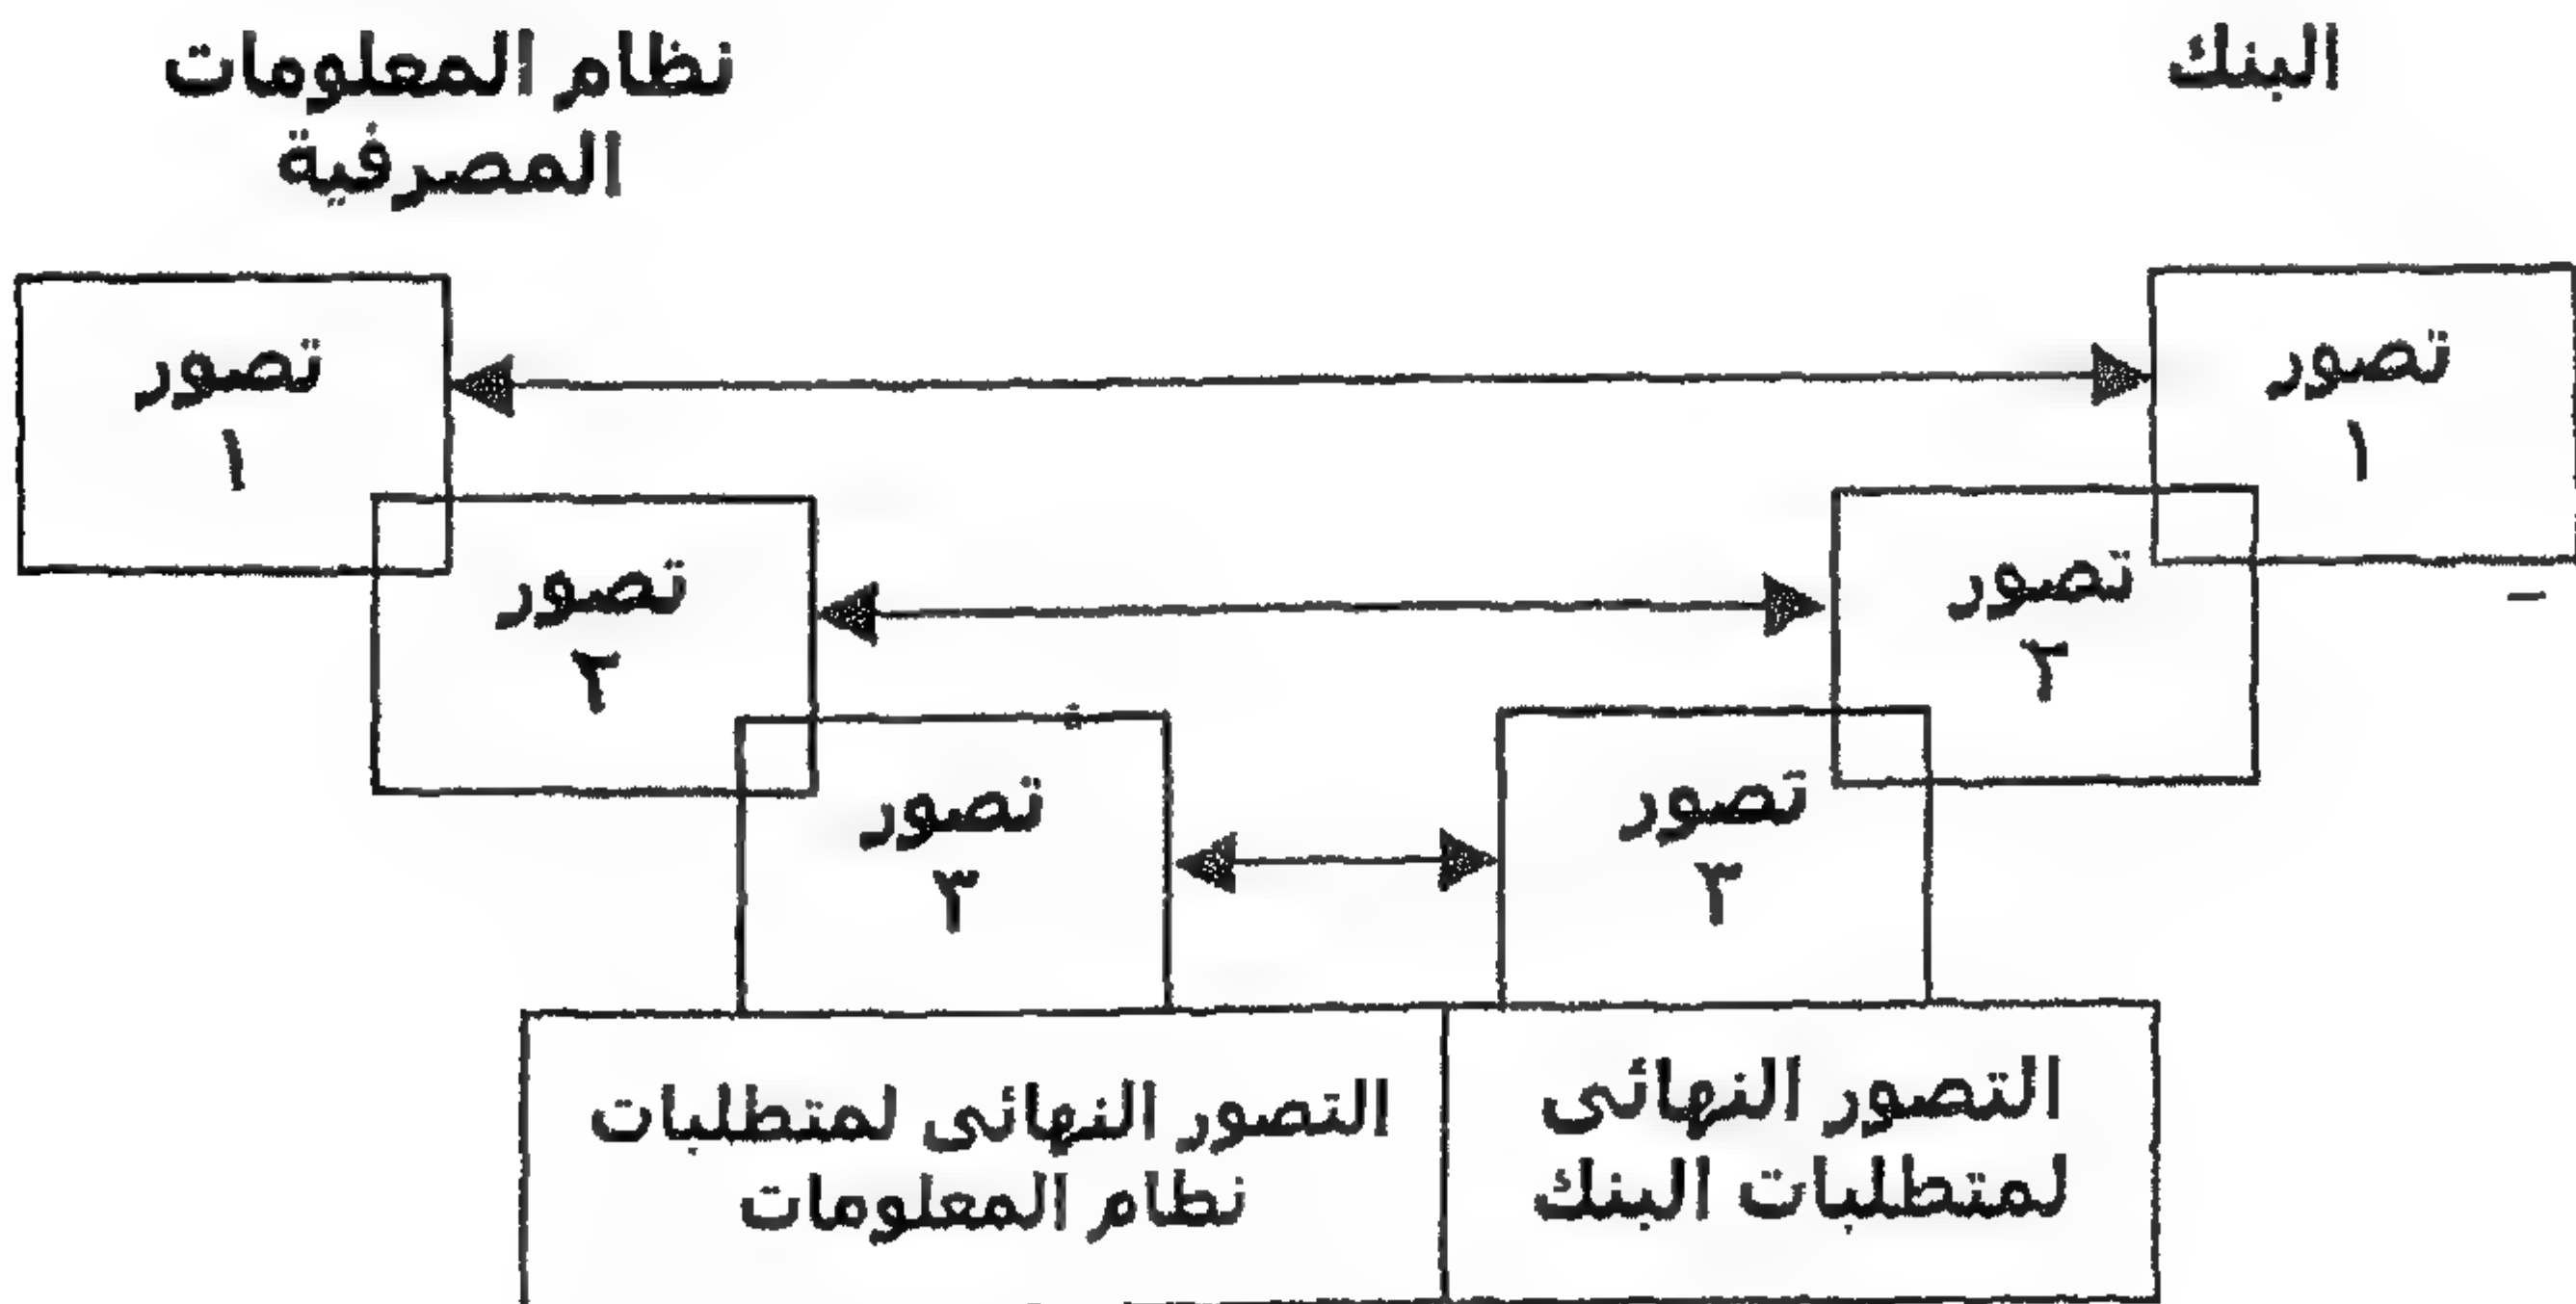 البنك
نظام المعلومات
المصرفية
تصور
١
تصور
١
تصور
٢
تصور
٢
تصور
٣
تصور
٣
التصور النهائى
لمتطلبات البنك
التصور النهائى لمتطلبات
نظام المعلومات